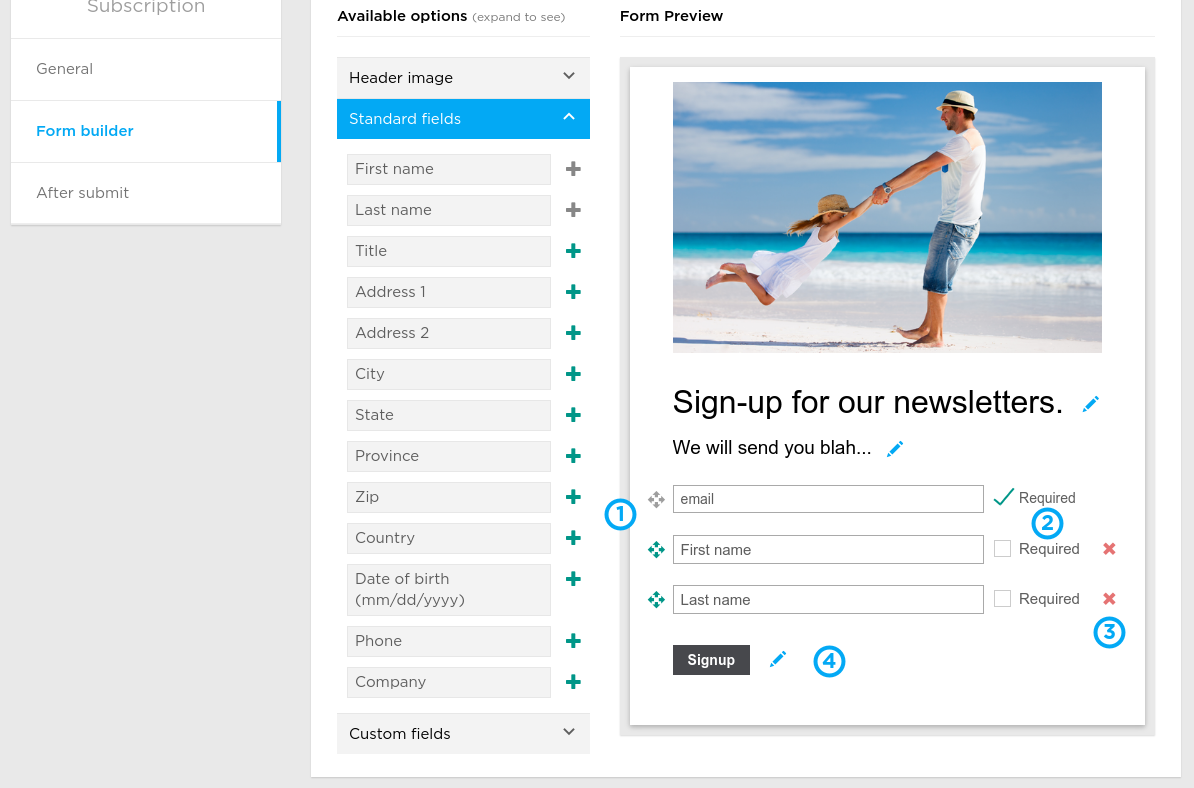 Subscription
General
Form builder
After submit
Available options (expand to see)
Header image
Standard fields
First name
Last name
Title
Address 1
Address 2
City
State
Province
Zip
Country
Date of birth
(mm/dd/yyyy)
Phone
Company
Custom fields
Form Preview
Sign-up for our newsletters.
We will send you blah...
1
email
Required
2
First name
Required
Last name
Required
3
Signup
4